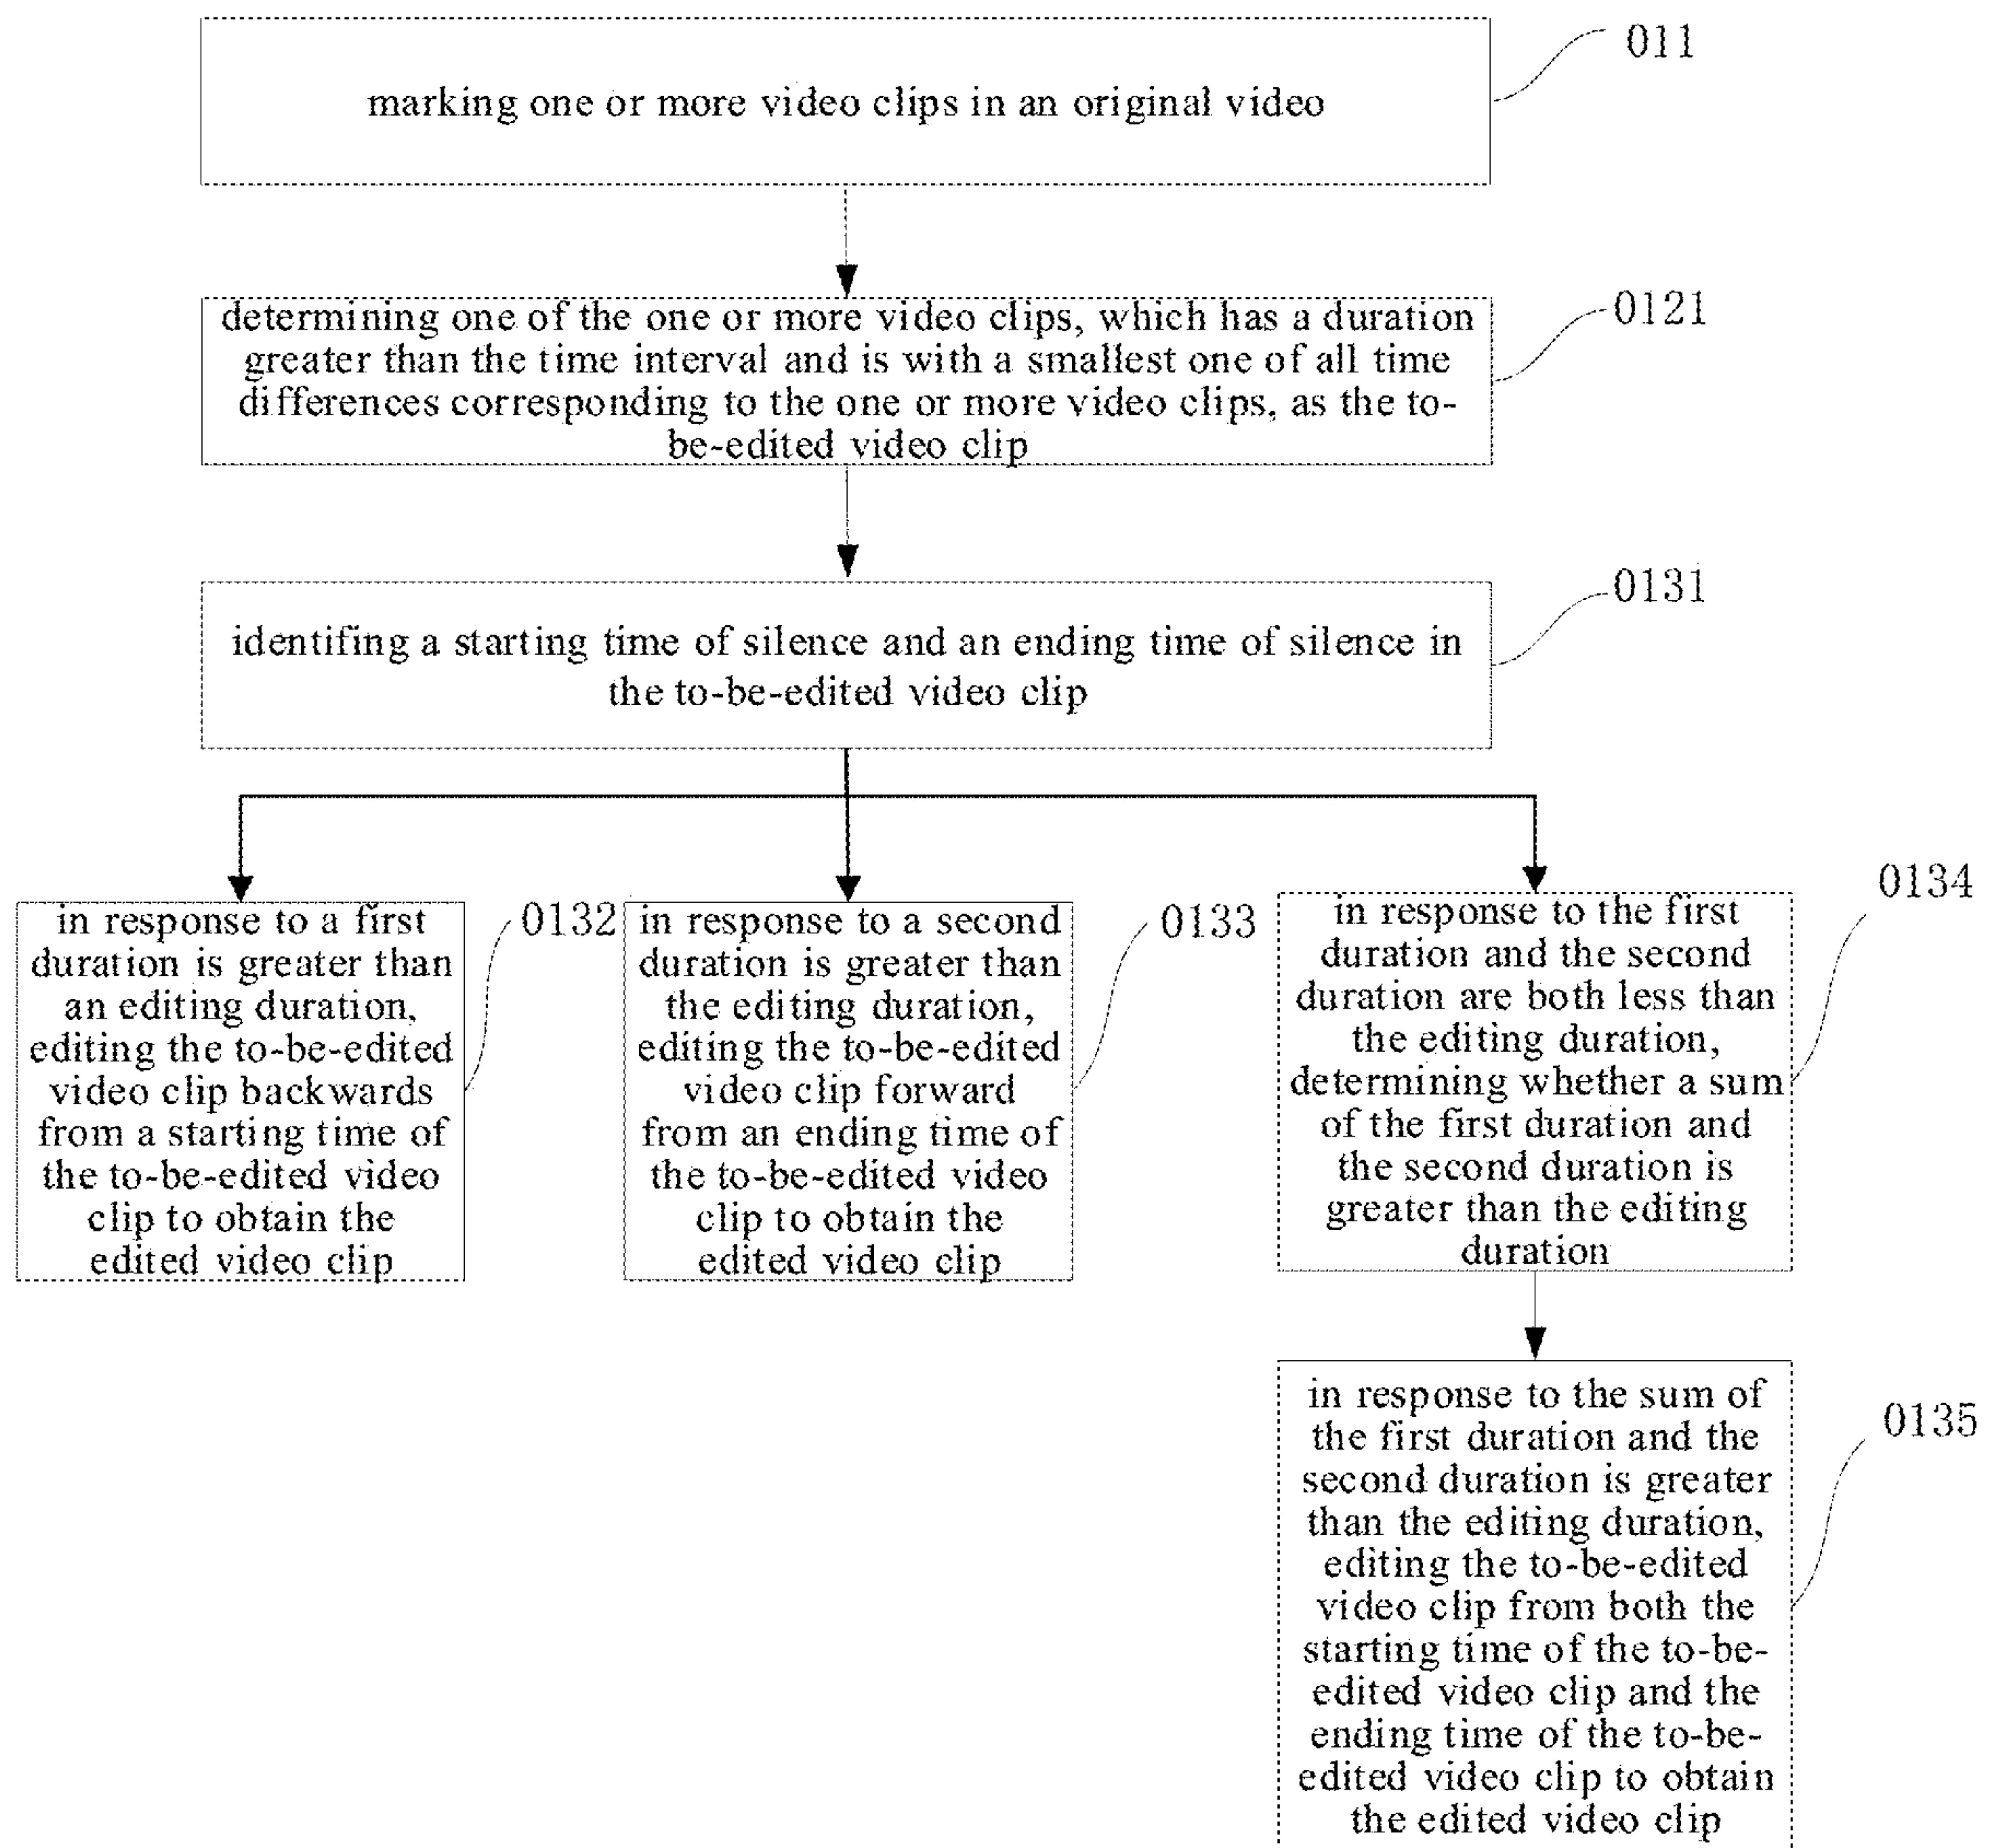 011
marking one or more video clips in an original video
0121
determining one of the one or more video clips, which has a duration
greater than the time interval and is with a smallest one of all time
differences corresponding to the one or more video clips, as the to-
be-edited video clip
0131
identifing a starting time of silence and an ending time of silence in
the to-be-edited video clip
0132
in response to a first
duration is greater than
an editing duration,
editing the to-be-edited
video clip backwards
from a starting time of
the to-be-edited video
clip to obtain the
edited video clip
0133
in response to a second
duration is greater than
the editing duration,
editing the to-be-edited
video clip forward
from an ending time of
the to-be-edited video
clip to obtain the
edited video clip
0134
in response to the first
duration and the second
duration are both less than
the editing duration,
determining whether a sum
of the first duration and
the second duration is
greater than the editing
duration
0135
in response to the sum of
the first duration and the
second duration is greater
than the editing duration,
editing the to-be-edited
video clip from both the
starting time of the to-be-
edited video clip and the
ending time of the to-be-
edited video clip to obtain
the edited video clip